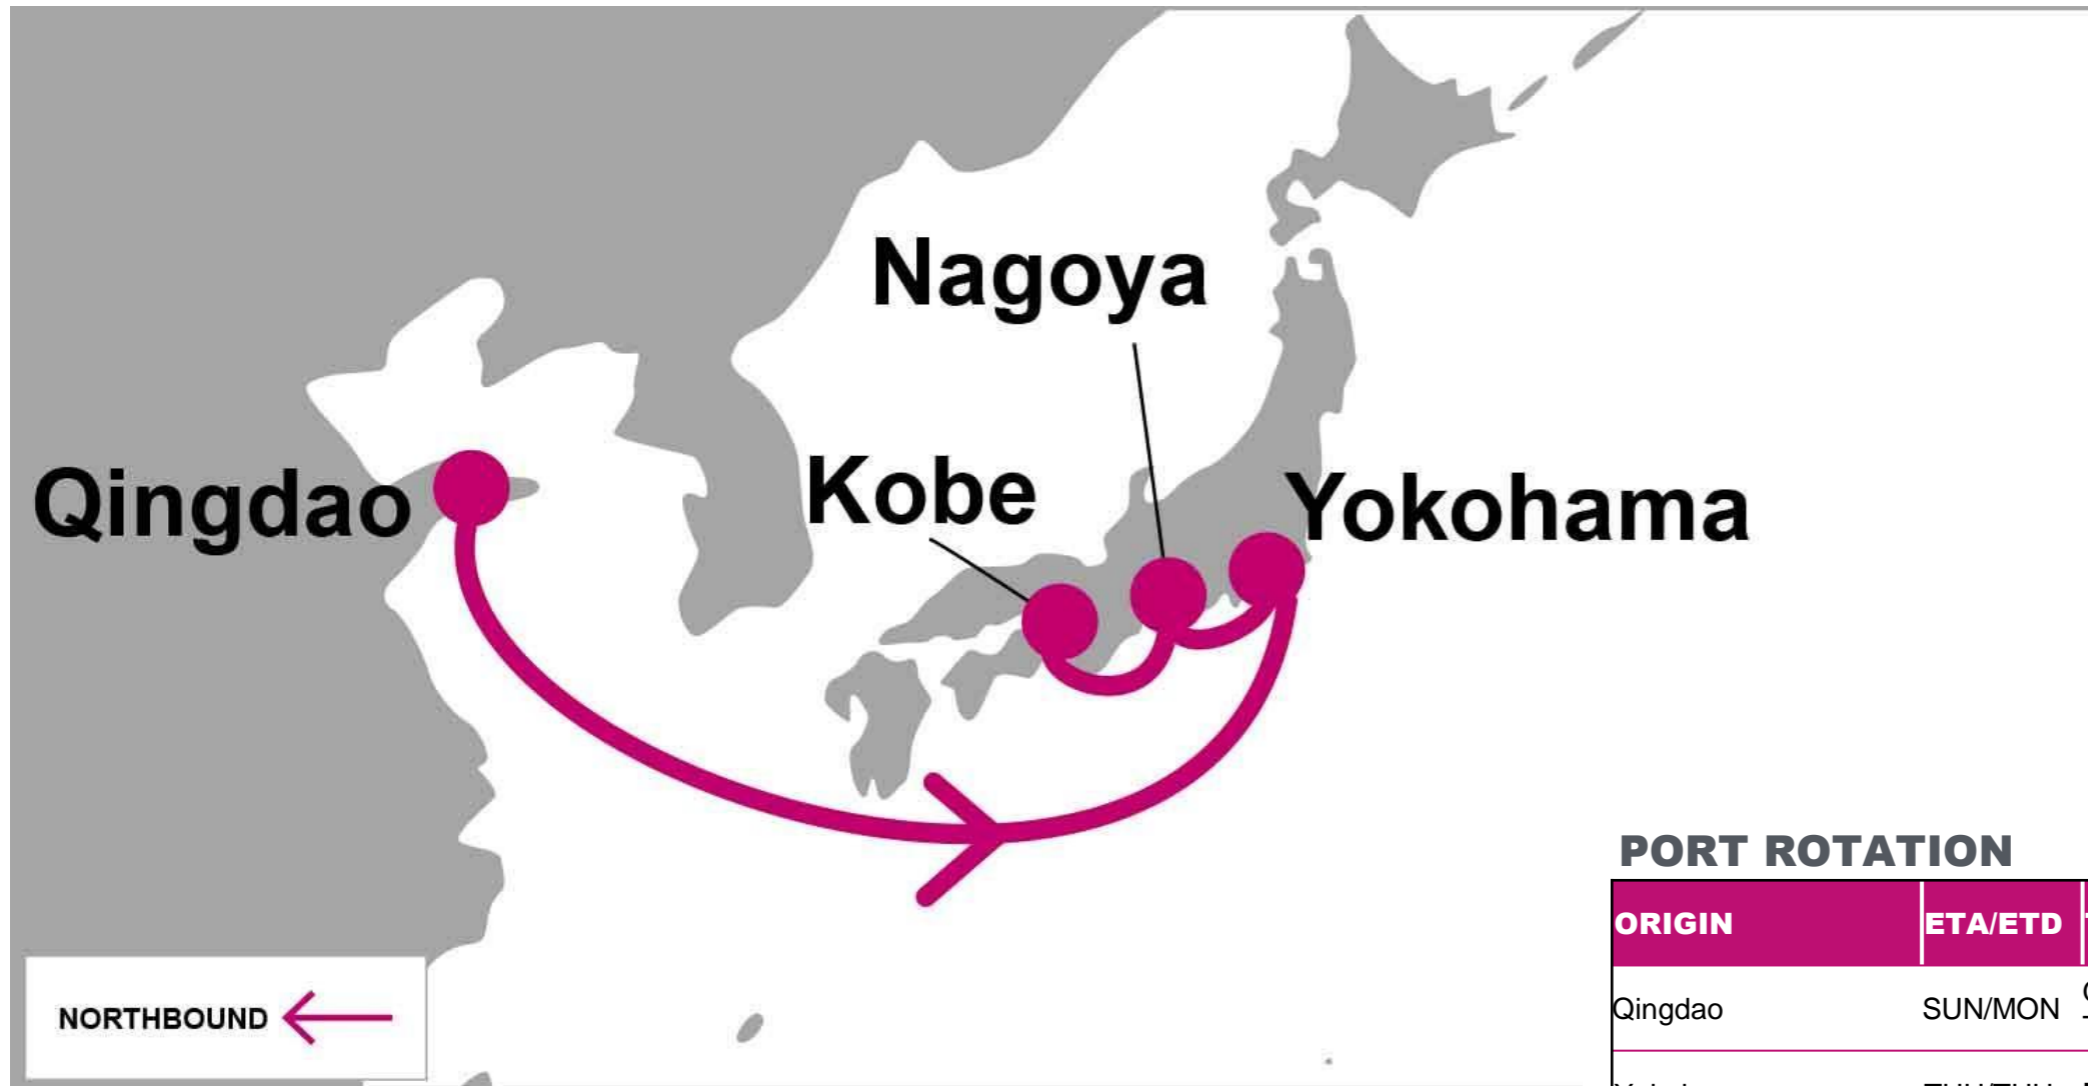 Nagoya
Kobe
Qingdao
Yokohama
NORTHBOUND
PORT ROTATION
ORIGIN ETA/ETD
Qingdao SUN/MON